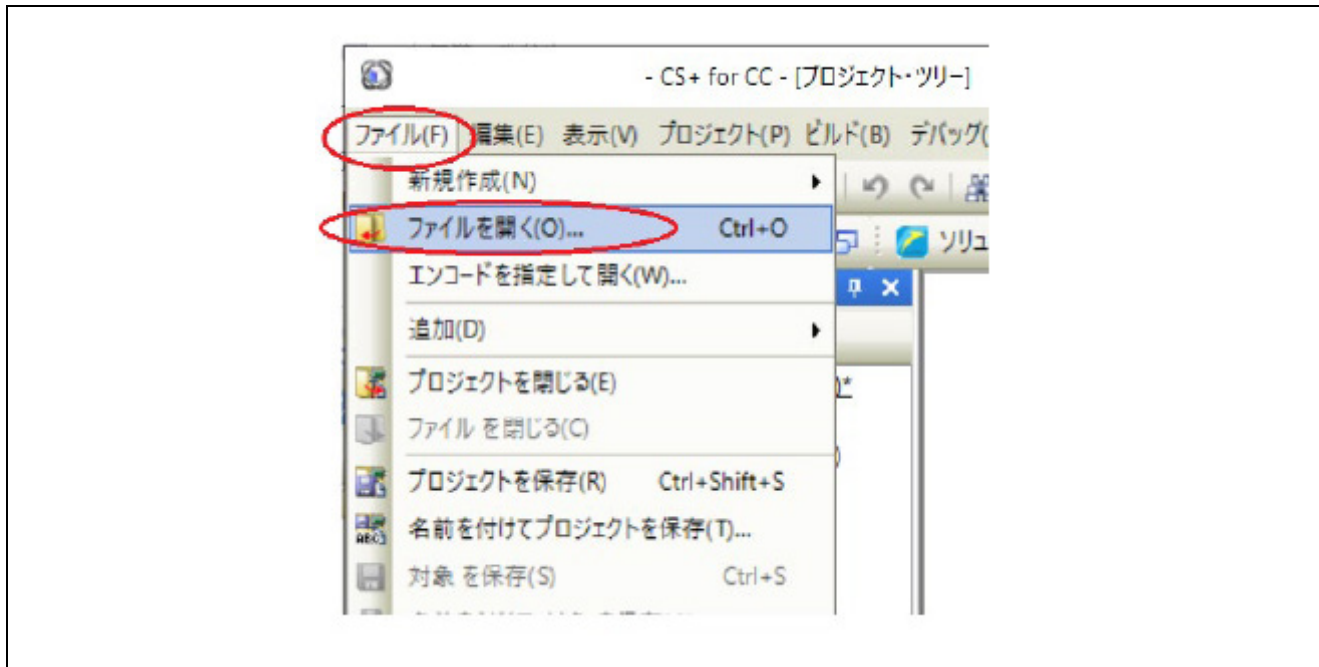 - CS+ for CC - [プロジェクト・ツリー]
ファイル(F) 編集(E) 表示(V) プロジェクト(P) ビルド(B) デバッグ(
新規作成(N)
ファイルを開く(O)... Ctrl+O
ソリュ
エンコードを指定して開く(W)...
追加(D)
プロジェクトを閉じる(E)
ファイル を閉じる(C)
プロジェクトを保存(R) Ctrl+Shift+S
名前を付けてプロジェクトを保存(T)...
対象 を保存(S) Ctrl+S